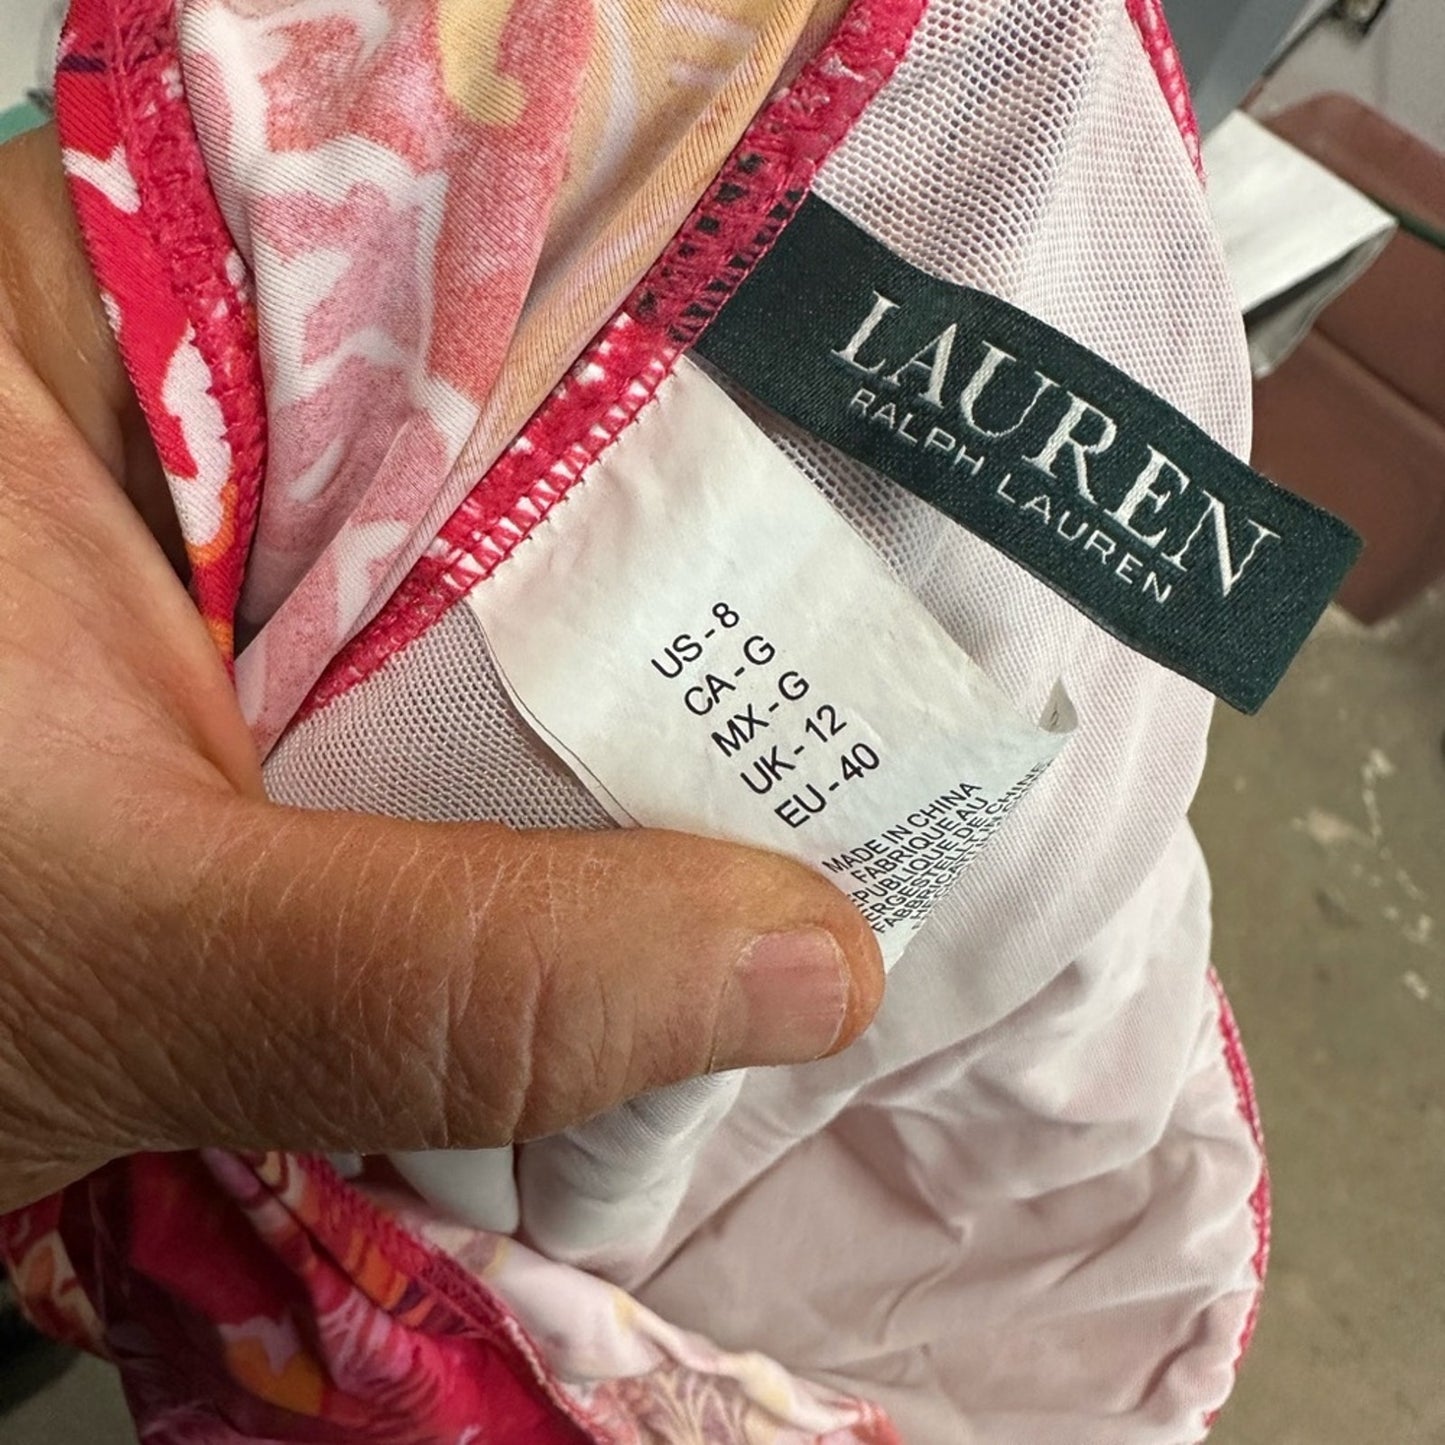 LAUREN
RALPH LAUREN
US - 8
CA - G
MX - G
UK - 12
EU - 40
MADE IN CHINA
FABRIQUE AU